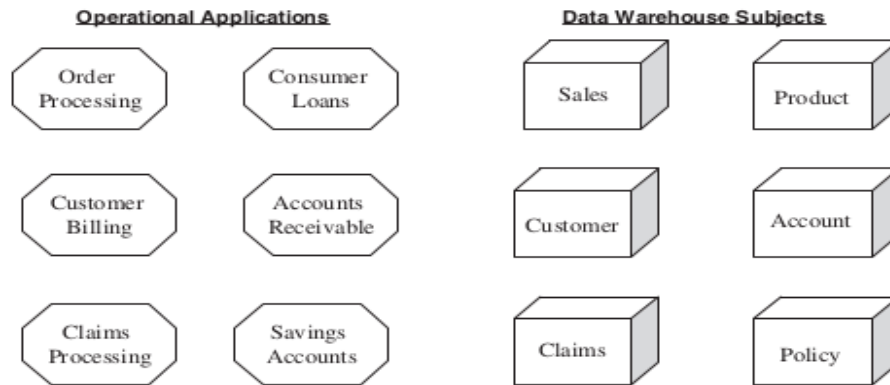 Operational Applications
Data Warehouse Subjects
Order
Processing
Consumer
Loans
Sales
Product
Customer
Billing
Accounts
Receivable
Customer
Account
Claims
Processing
Savings
Accounts
Claims
Policy